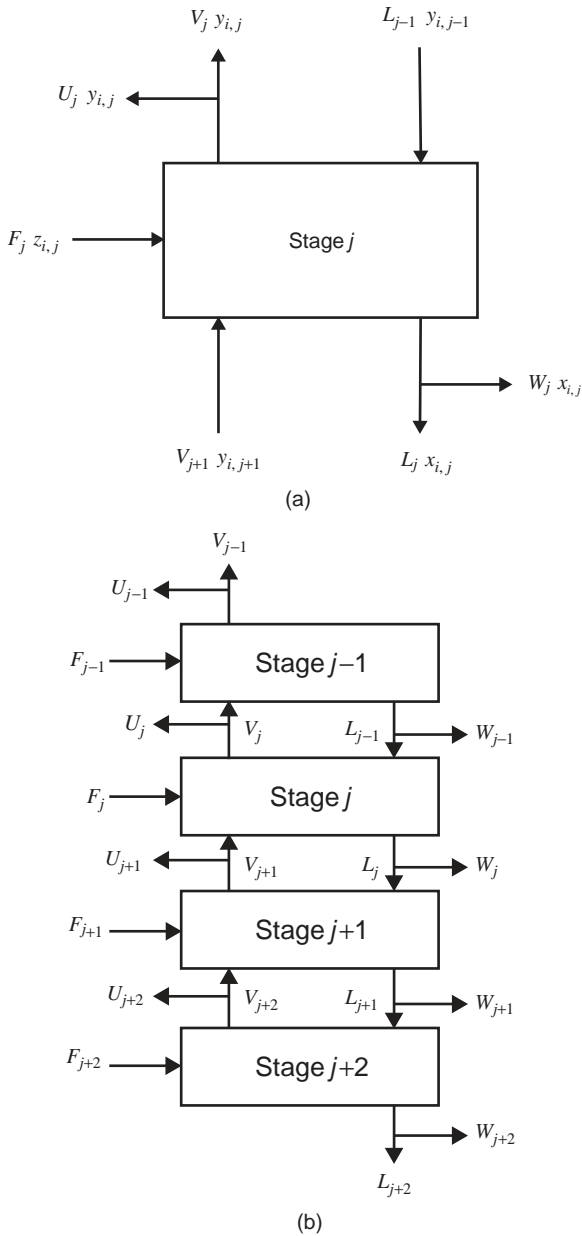 V_j y_{i,j}
L_{j−1} y_{i,j−1}
U_j y_{i,j}
F_j z_{i,j}
Stage j
W_j x_{i,j}
V_{j+1} y_{i,j+1}
L_j x_{i,j}
(a)
V_{j−1}
U_{j−1}
F_{j−1}
Stage j−1
U_j
V_j
L_{j−1}
W_{j−1}
F_j
Stage j
U_{j+1}
V_{j+1}
L_j
W_j
F_{j+1}
Stage j+1
U_{j+2}
V_{j+2}
L_{j+1}
W_{j+1}
F_{j+2}
Stage j+2
W_{j+2}
L_{j+2}
(b)